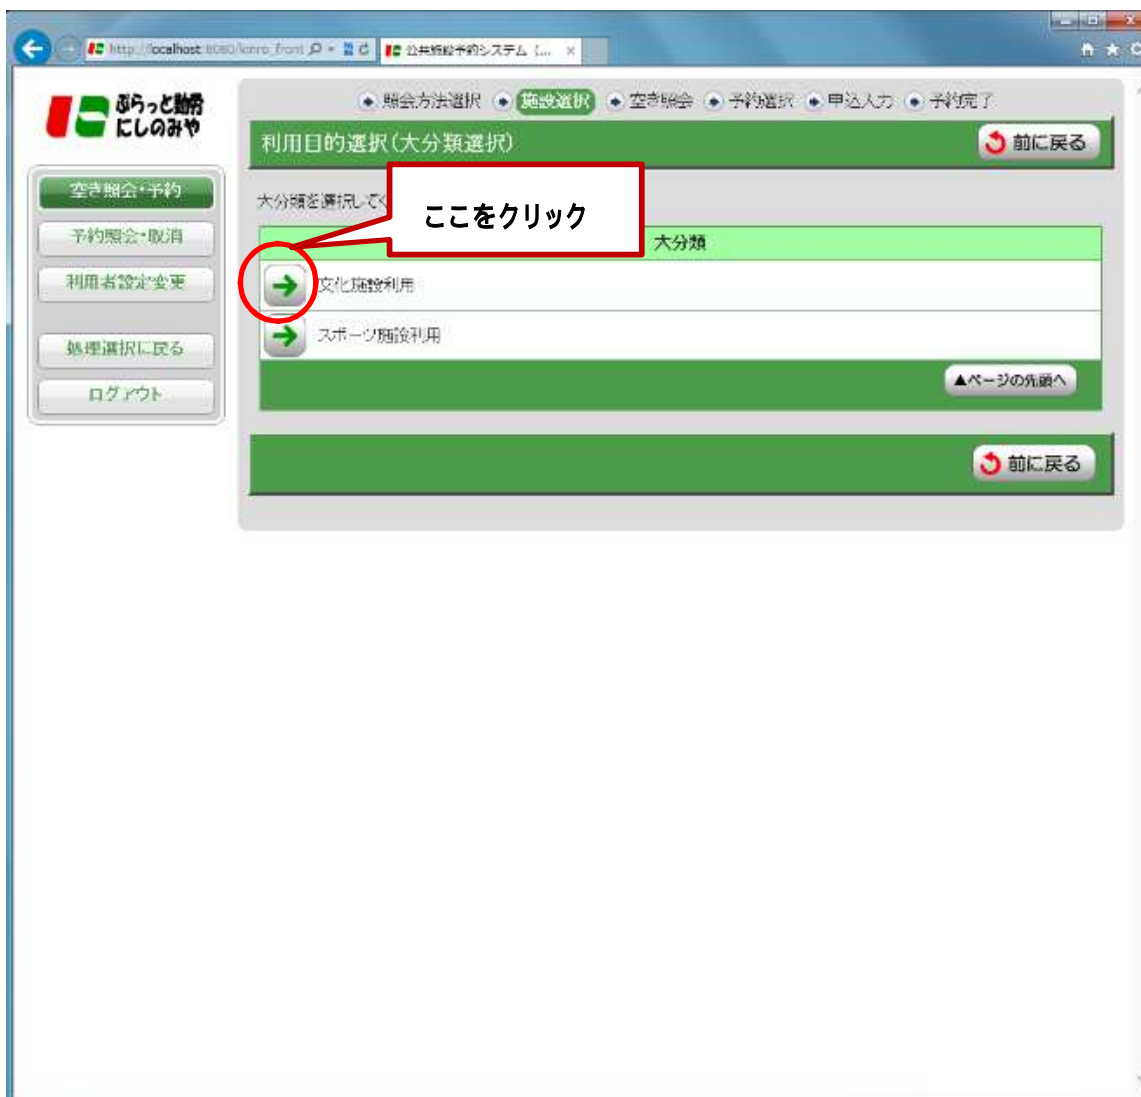 http://localhost:8080/kinro_front
公共施設予約システム (...
ぷらっと勤労
にしのみや
照会方法選択 施設選択 空き照会 予約選択 申込入力 予約完了
利用目的選択(大分類選択)
前に戻る
空き照会・予約
予約照会・取消
利用者設定変更
処理選択に戻る
ログアウト
大分類を選択してく
ここをクリック
大分類
文化施設利用
スポーツ施設利用
▲ページの先頭へ
前に戻る